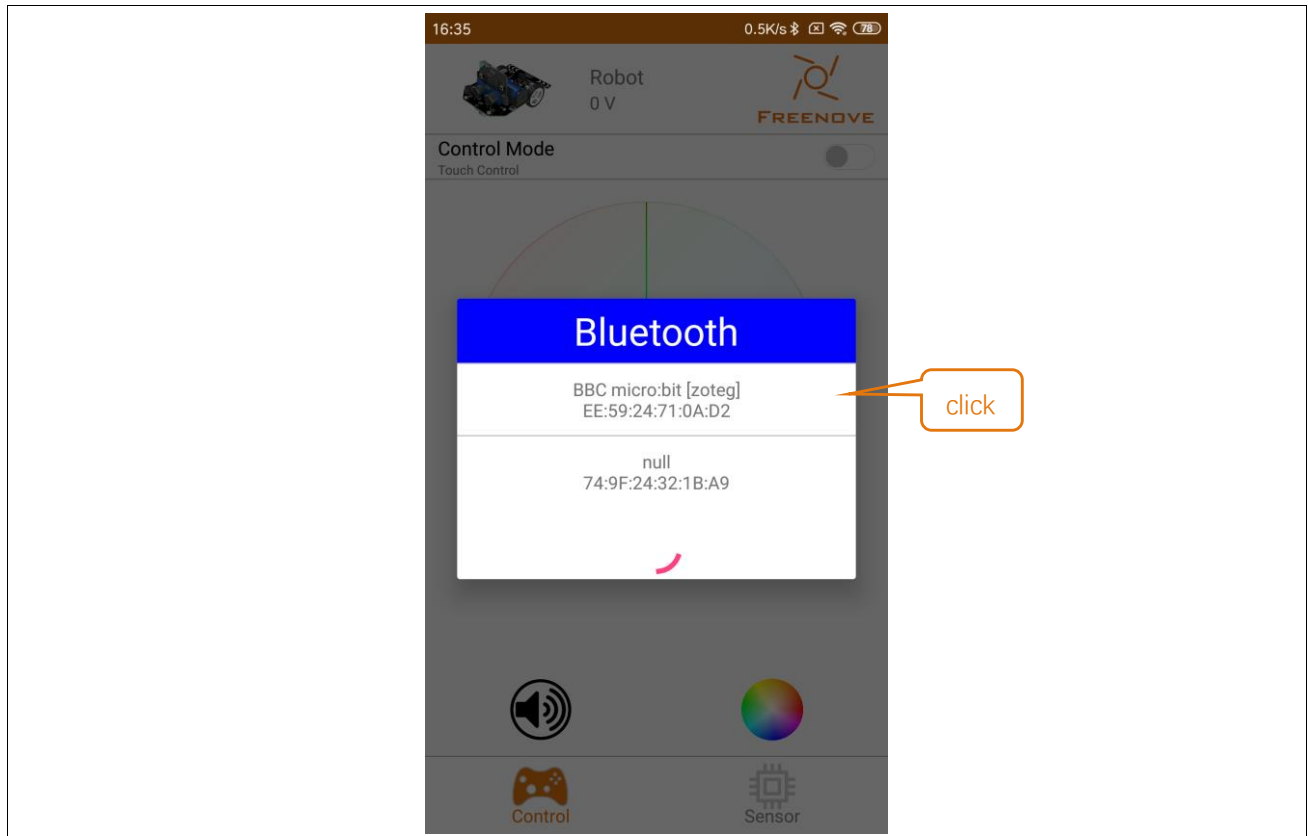 16:35
0.5K/s 78
Robot
0 V
FREENOVE
Control Mode
Touch Control
Bluetooth
BBC micro:bit [zoteg]
EE:59:24:71:0A:D2
click
null
74:9F:24:32:1B:A9
Control
Sensor